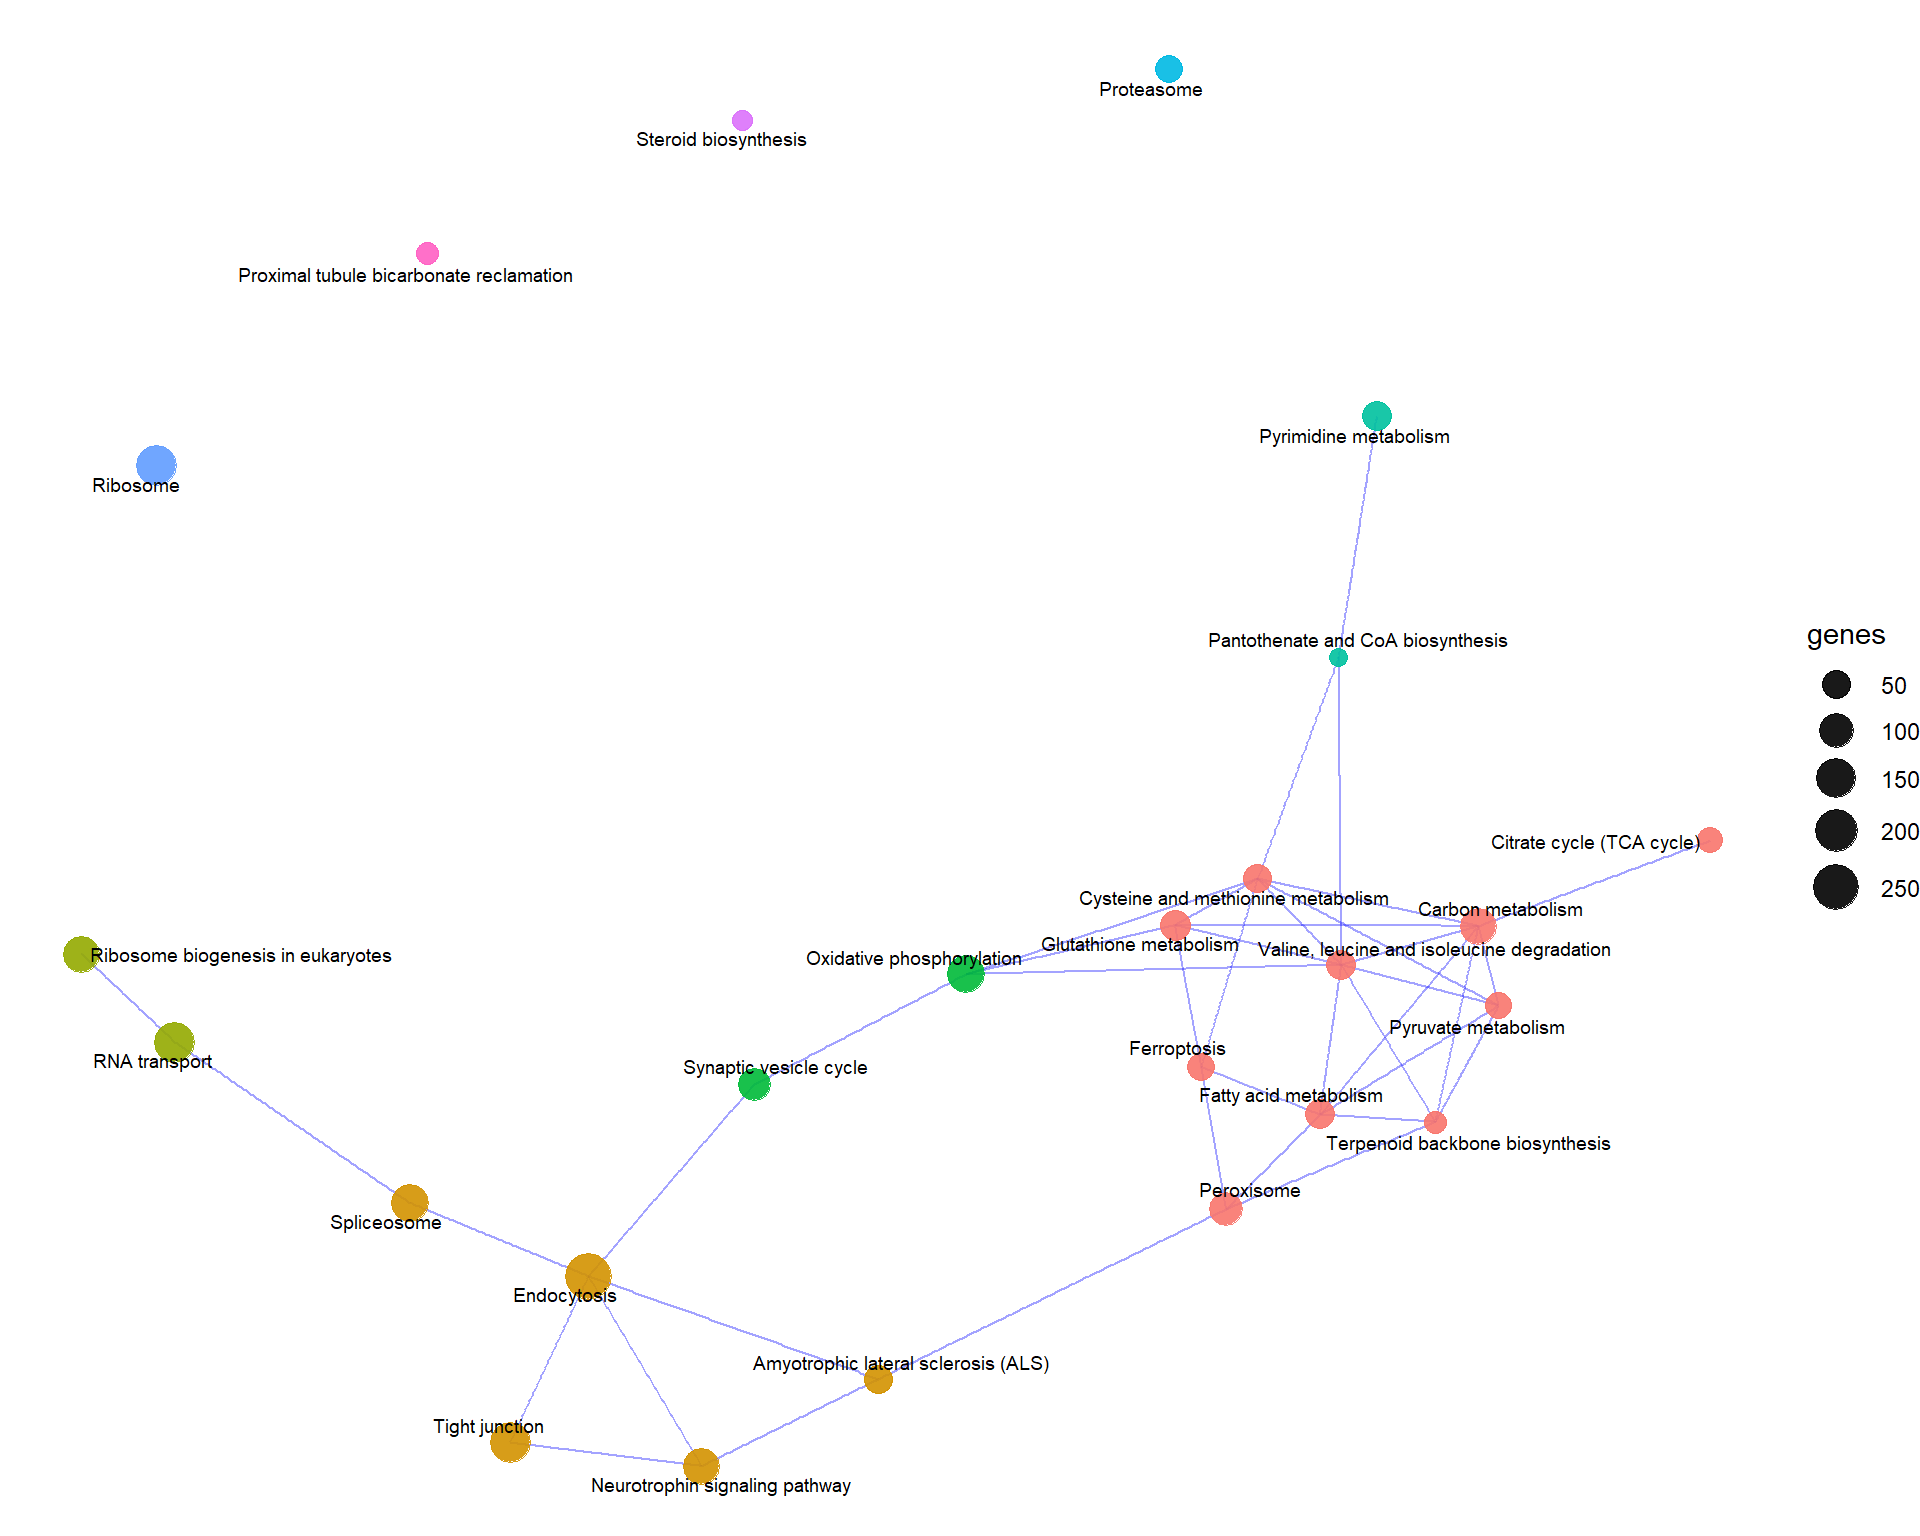 Proteasome
Steroid biosynthesis
Proximal tubule bicarbonate reclamation
Pyrimidine metabolism
Ribosome
genes
Pantothenate and CoA biosynthesis
50
100
150
200
250
Citrate cycle (TCA cycle)
Cysteine and methionine metabolism
Carbon metabolism
Glutathione metabolism
Valine, leucine and isoleucine degradation
Ribosome biogenesis in eukaryotes
Oxidative phosphorylation
Pyruvate metabolism
Ferroptosis
RNA transport
Synaptic vesicle cycle
Fatty acid metabolism
Terpenoid backbone biosynthesis
Peroxisome
Spliceosome
Endocytosis
Amyotrophic lateral sclerosis (ALS)
Tight junction
Neurotrophin signaling pathway